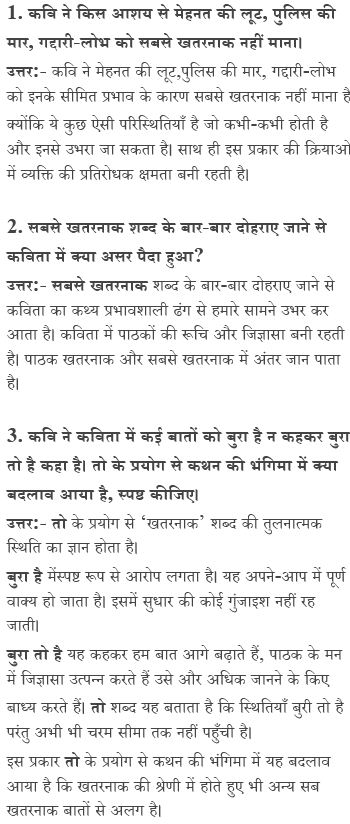 1. कवि ने किस आशय से मेहनत की लूट, पुलिस की
मार, गद्दारी-लोभ को सबसे खतरनाक नहीं माना।
उत्तर:- कवि ने मेहनत की लूट,पुलिस की मार, गद्दारी-लोभ
को इनके सीमित प्रभाव के कारण सबसे खतरनाक नहीं माना है
क्योंकि ये कुछ ऐसी परिस्थितियाँ है जो कभी-कभी होती है
और इनसे उभरा जा सकता है। साथ ही इस प्रकार की क्रियाओ
में व्यक्ति की प्रतिरोधक क्षमता बनी रहती है।
2. सबसे खतरनाक शब्द के बार-बार दोहराए जाने से
कविता में क्या असर पैदा हुआ?
उत्तर:- सबसे खतरनाक शब्द के बार-बार दोहराए जाने से
कविता का कथ्य प्रभावशाली ढंग से हमारे सामने उभर कर
आता है। कविता में पाठकों की रूचि और जिज्ञासा बनी रहती
है। पाठक खतरनाक और सबसे खतरनाक में अंतर जान पाता
है।
3. कवि ने कविता में कई बातों को बुरा है न कहकर बुरा
तो है कहा है। तो के प्रयोग से कथन की भंगिमा में क्या
बदलाव आया है, स्पष्ट कीजिए।
उत्तर:- तो के प्रयोग से ‘खतरनाक’ शब्द की तुलनात्मक
स्थिति का ज्ञान होता है।
बुरा है मेंस्पष्ट रूप से आरोप लगता है। यह अपने-आप में पूर्ण
वाक्य हो जाता है। इसमें सुधार की कोई गुंजाइश नहीं रह
जाती।
बुरा तो है यह कहकर हम बात आगे बढ़ाते हैं, पाठक के मन
में जिज्ञासा उत्पन्न करते हैं उसे और अधिक जानने के किए
बाध्य करते हैं। तो शब्द यह बताता है कि स्थितियाँ बुरी तो है
परंतु अभी भी चरम सीमा तक नहीं पहुँची है।
इस प्रकार तो के प्रयोग से कथन की भंगिमा में यह बदलाव
आया है कि खतरनाक की श्रेणी में होते हुए भी अन्य सब
खतरनाक बातों से अलग है।